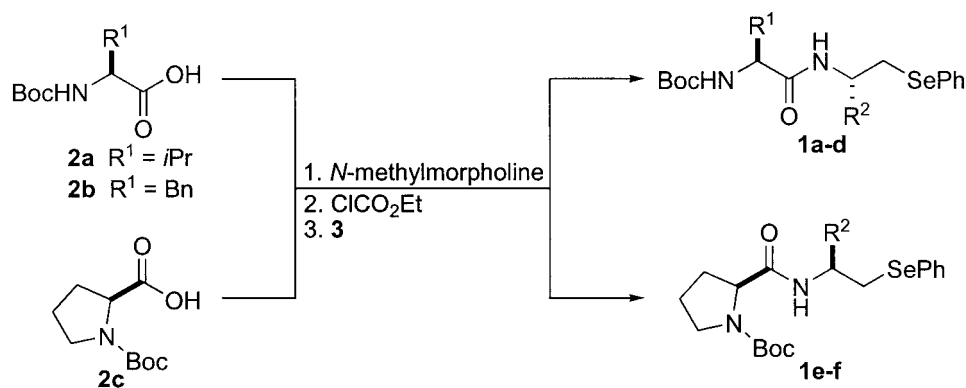 R¹
BocHN
OH
O
2a R¹ = iPr
2b R¹ = Bn
O
OH
N
Boc
2c
1. N-methylmorpholine
2. ClCO₂Et
3. 3
R¹
H
N
BocHN
SePh
O
R²
1a-d
O
R²
SePh
N
H
N
Boc
1e-f